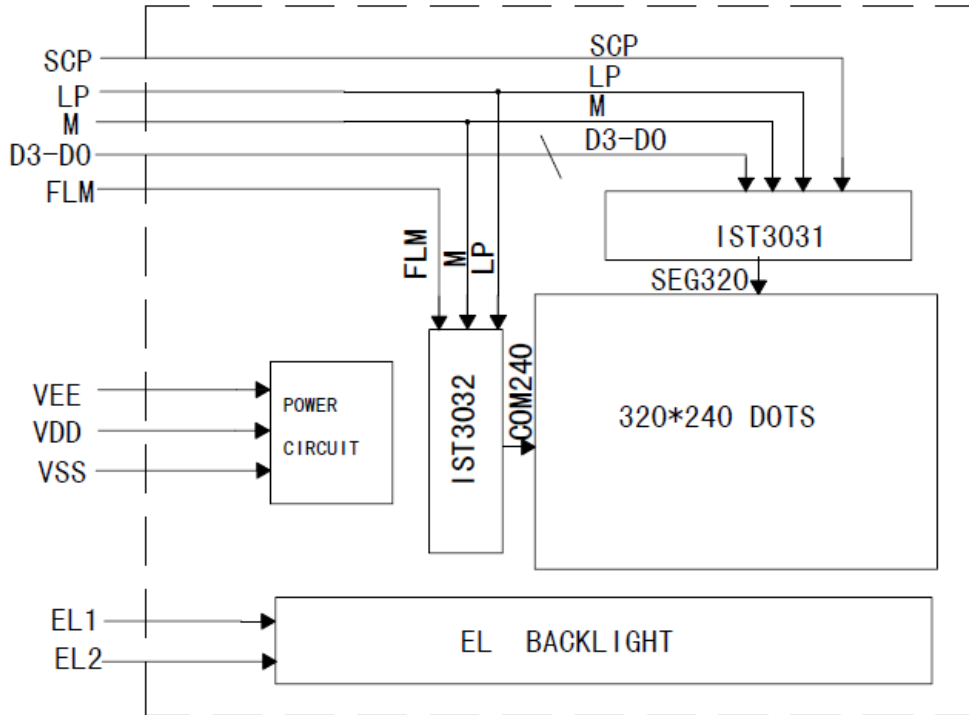 SCP
SCP
LP
LP
M
M
D3-D0
D3-D0
FLM
IST3031
FLM
M
LP
SEG320
IST3032
COM240
320*240 DOTS
VEE
POWER
VDD
CIRCUIT
VSS
EL1
EL BACKLIGHT
EL2